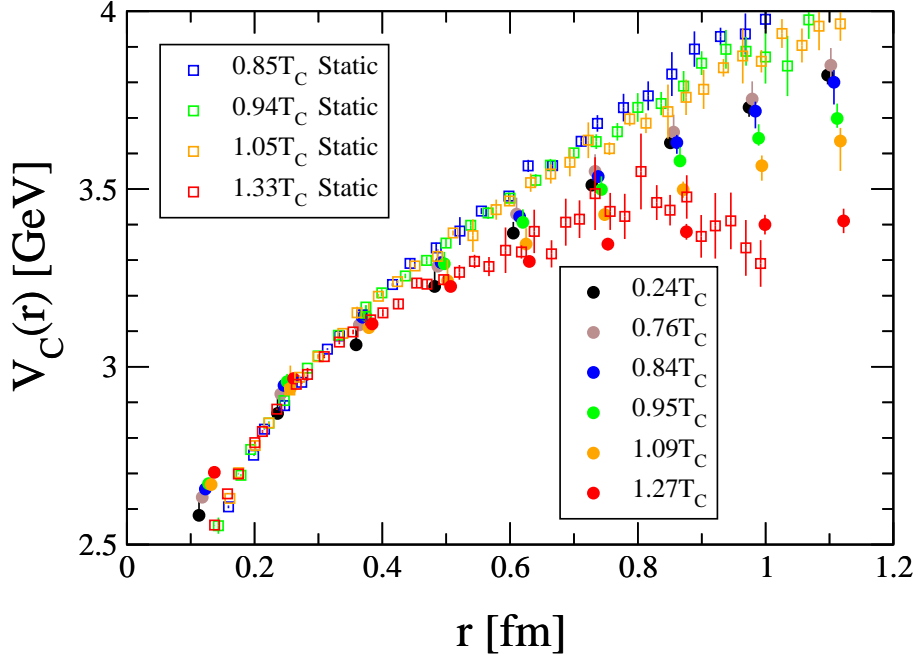 V_C(r) [GeV]
4
3.5
3
2.5
0.85T_C Static
0.94T_C Static
1.05T_C Static
1.33T_C Static
0.24T_C
0.76T_C
0.84T_C
0.95T_C
1.09T_C
1.27T_C
0 0.2 0.4 0.6 0.8 1 1.2
r [fm]